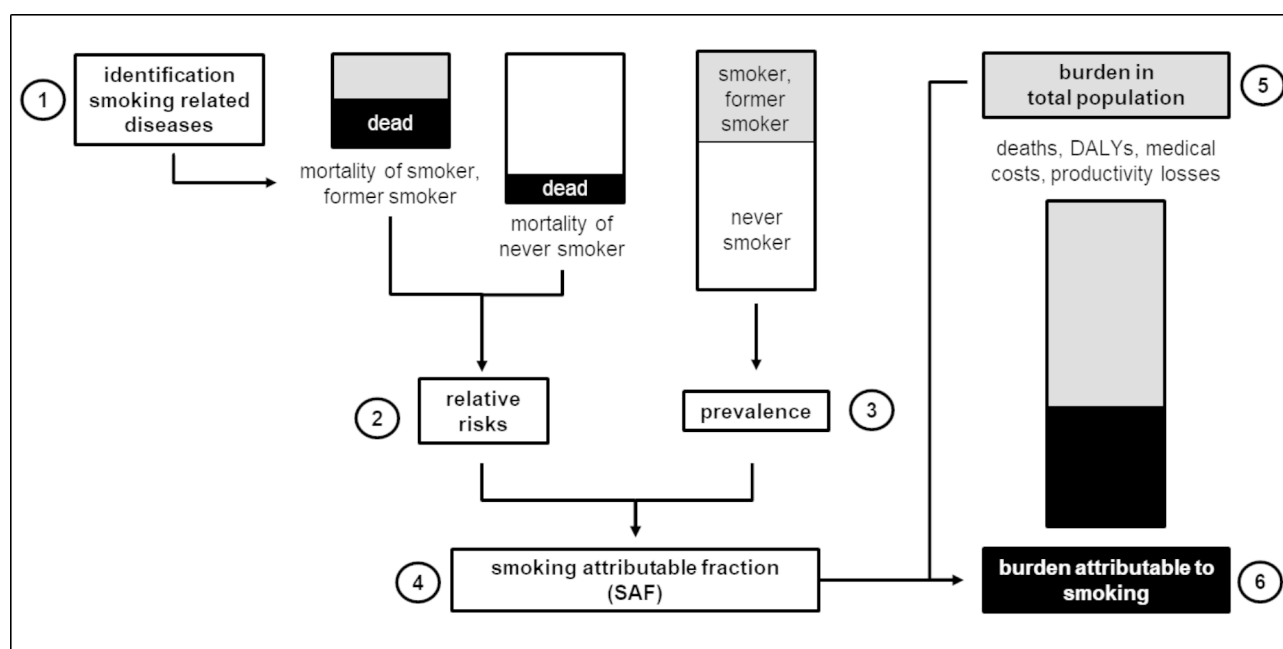 1
identification
smoking related
diseases
dead
mortality of smoker,
former smoker
dead
mortality of
never smoker
smoker,
former
smoker
never
smoker
burden in
total population
5
deaths, DALYs, medical
costs, productivity losses
2
relative
risks
prevalence
3
4
smoking attributable fraction
(SAF)
burden attributable to
smoking
6